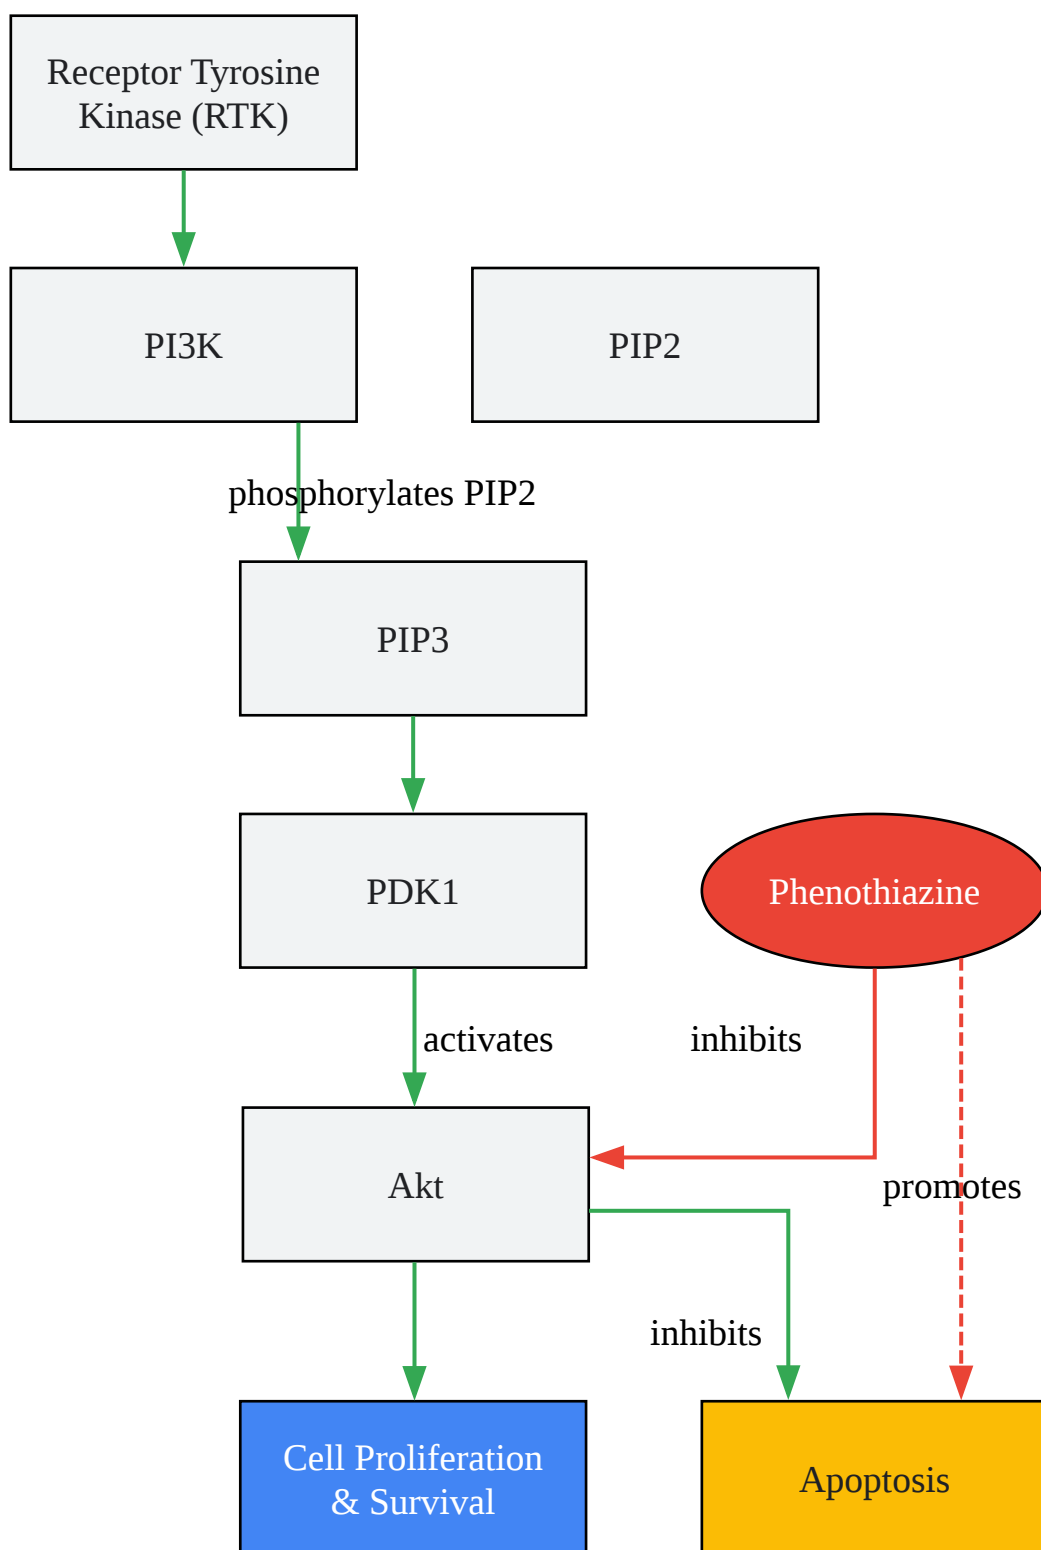 Receptor Tyrosine
Kinase (RTK)
PI3K
PIP2
phosphorylates PIP2
PIP3
PDK1
Phenothiazine
activates
inhibits
Akt
promotes
inhibits
Cell Proliferation
& Survival
Apoptosis